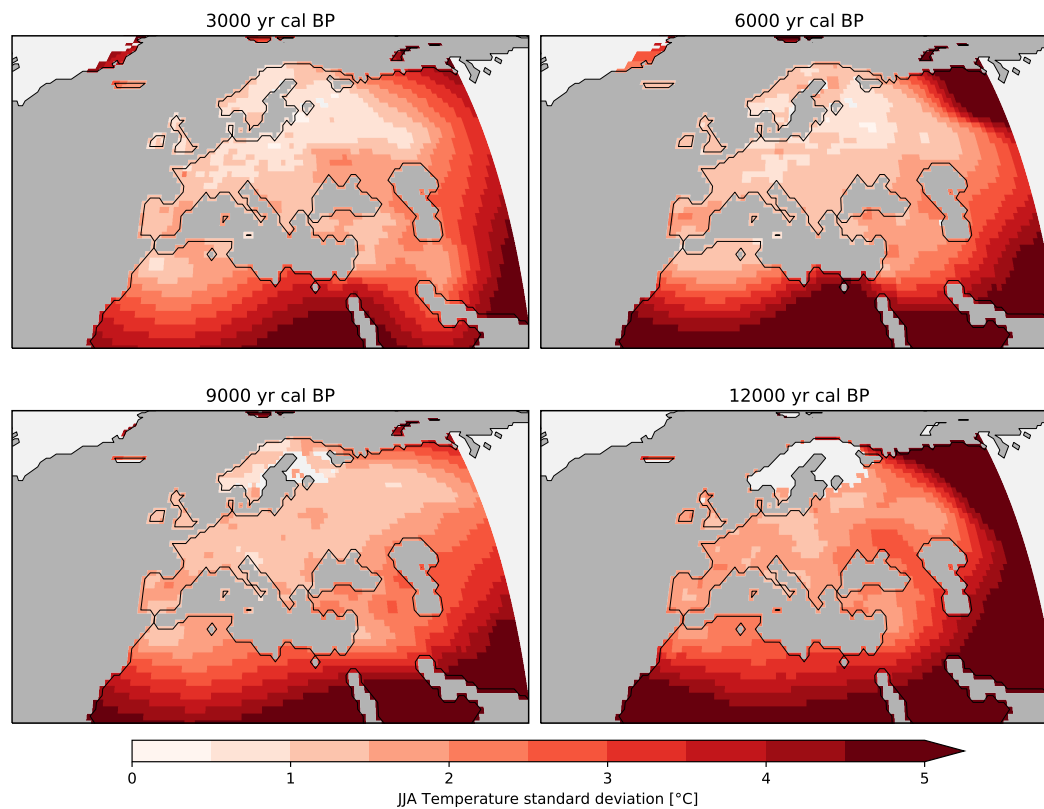 3000 yr cal BP
6000 yr cal BP
9000 yr cal BP
12000 yr cal BP
0 1 2 3 4 5
JJA Temperature standard deviation [°C]